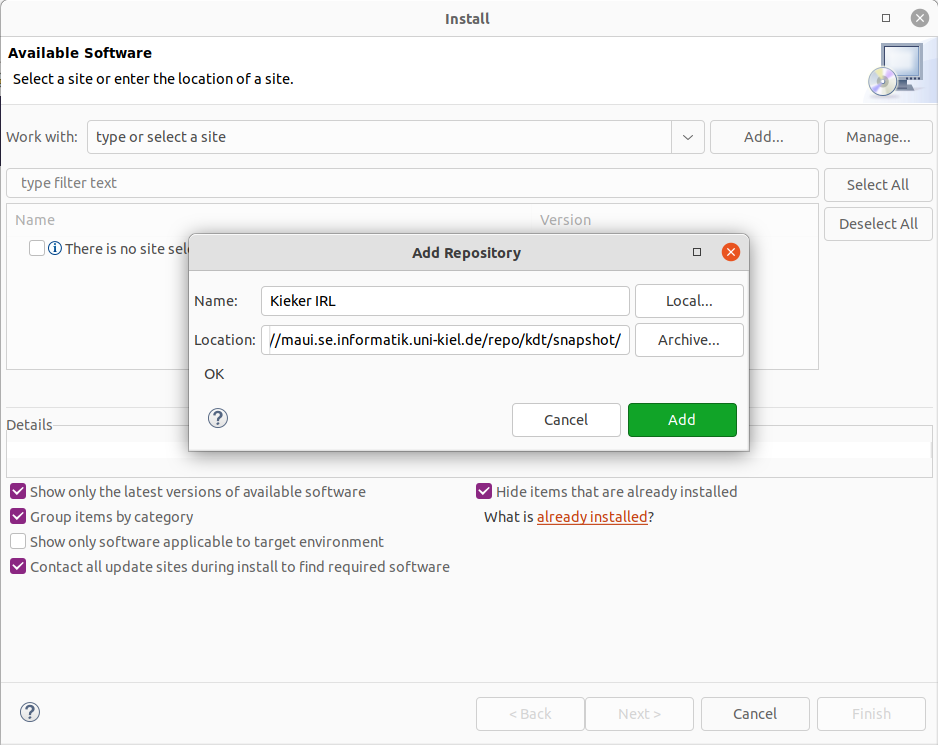 Install
Available Software
Select a site or enter the location of a site.
Work with: type or select a site Add... Manage...
type filter text Select All
Name Version Deselect All
There is no site sel
Add Repository
Name: Kieker IRL Local...
Location: //maui.se.informatik.uni-kiel.de/repo/kdt/snapshot/ Archive...
OK
Cancel Add
Details
Show only the latest versions of available software Hide items that are already installed
Group items by category What is already installed?
Show only software applicable to target environment
Contact all update sites during install to find required software
< Back Next > Cancel Finish